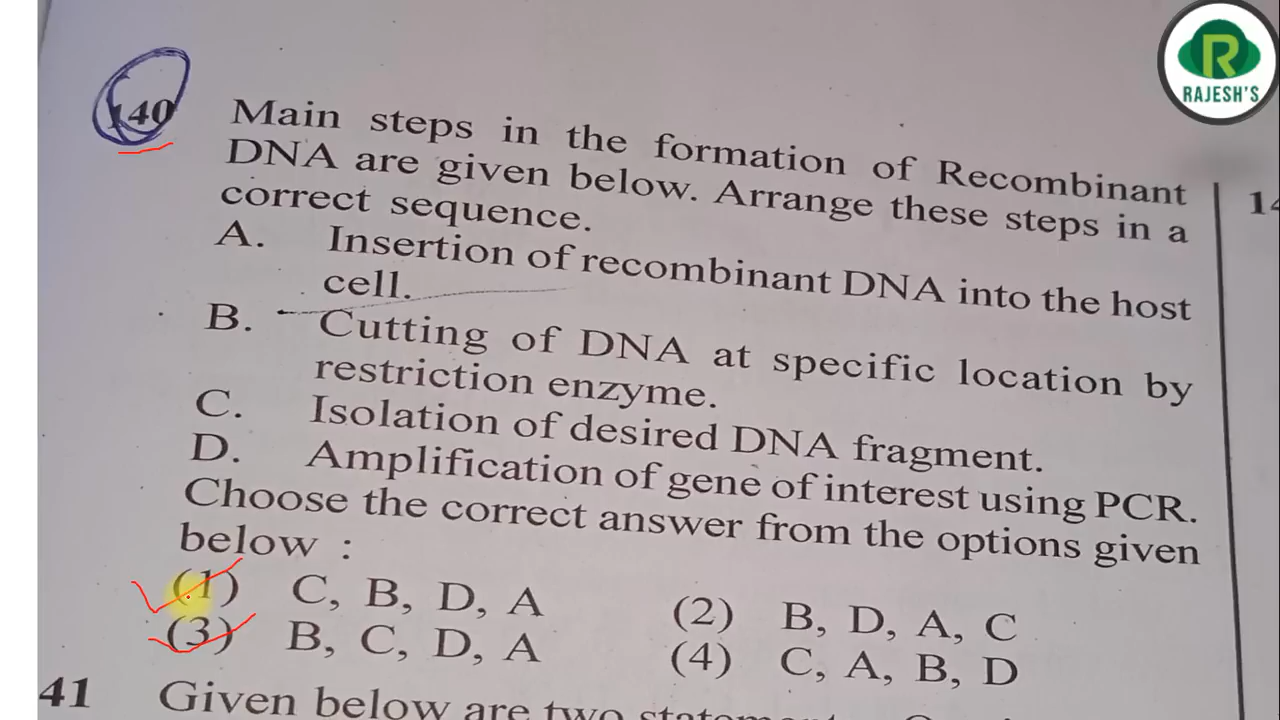 R
RAJESH'S
140
Main steps in the formation of Recombinant
DNA are given below. Arrange these steps in a
correct sequence.
A. Insertion of recombinant DNA into the host
cell.
B. Cutting of DNA at specific location by
restriction enzyme.
C. Isolation of desired DNA fragment.
D. Amplification of gene of interest using PCR.
Choose the correct answer from the options given
below :
(1) C, B, D, A (2) B, D, A, C
(3) B, C, D, A (4) C, A, B, D
41 Given below are two